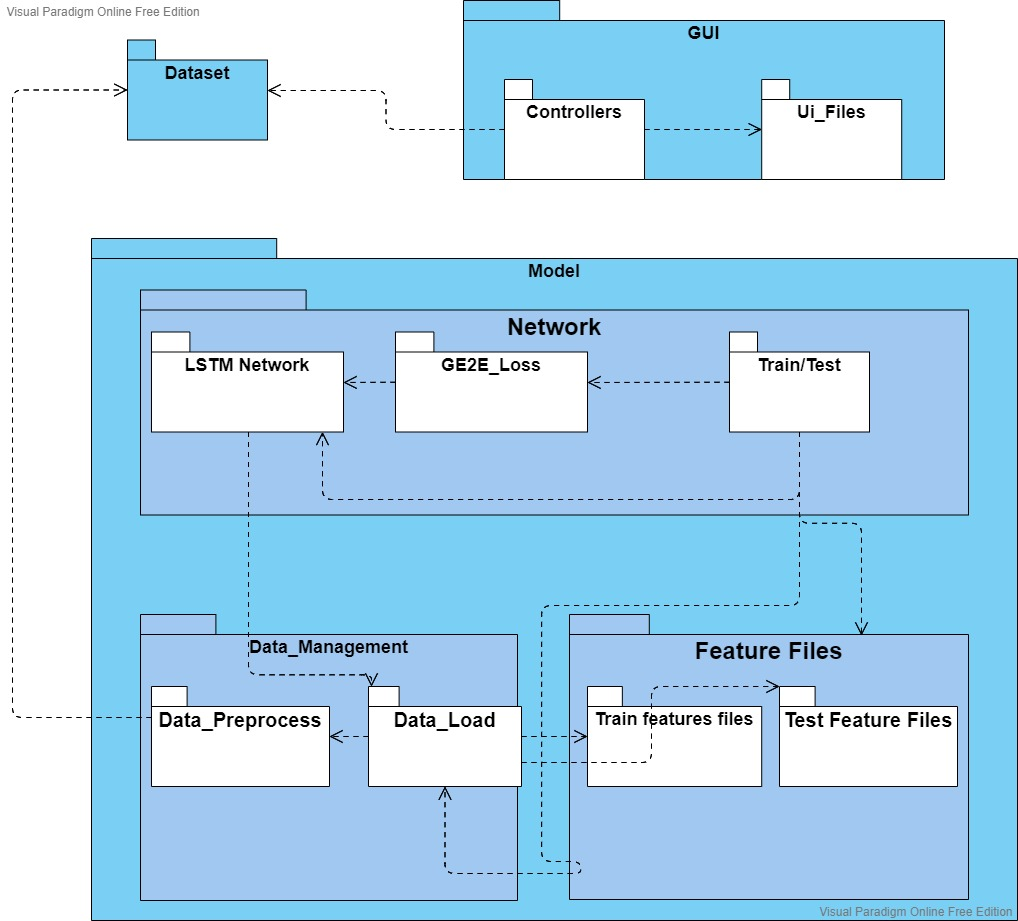 Visual Paradigm Online Free Edition
GUI
Dataset
Controllers
Ui_Files
Model
Network
LSTM Network
GE2E_Loss
Train/Test
Data_Management
Feature Files
Data_Preprocess
Data_Load
Train features files
Test Feature Files
Visual Paradigm Online Free Edition